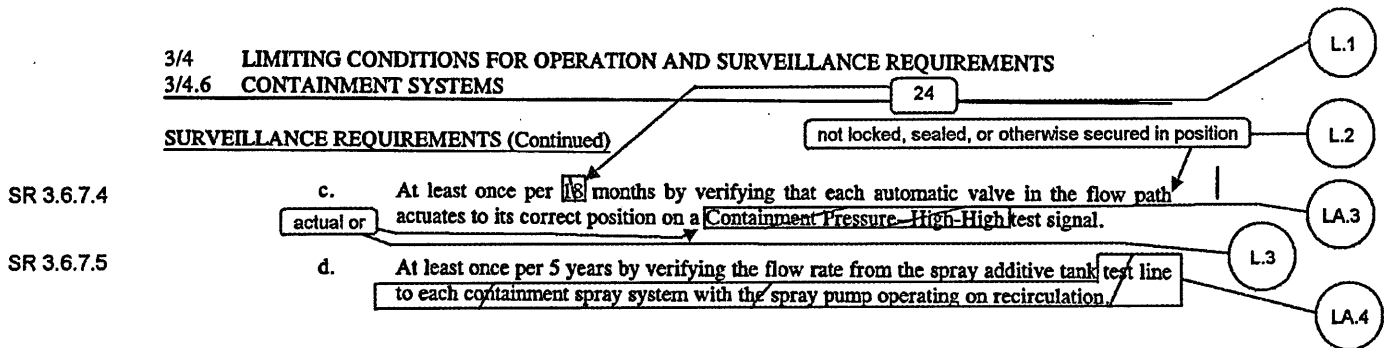 L.1
3/4 LIMITING CONDITIONS FOR OPERATION AND SURVEILLANCE REQUIREMENTS
3/4.6 CONTAINMENT SYSTEMS
24
SURVEILLANCE REQUIREMENTS (Continued)
not locked, sealed, or otherwise secured in position
L.2
SR 3.6.7.4
c. At least once per 18 months by verifying that each automatic valve in the flow path
actuates to its correct position on a Containment Pressure--High-High test signal.
actual or
LA.3
L.3
SR 3.6.7.5
d. At least once per 5 years by verifying the flow rate from the spray additive tank test line
to each containment spray system with the spray pump operating on recirculation.
LA.4